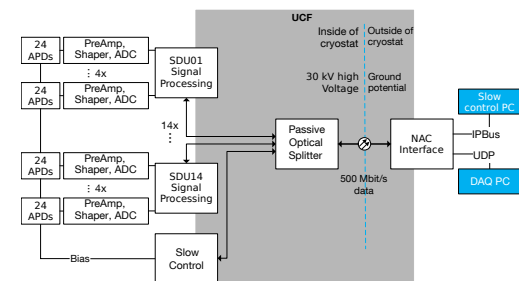 UCF
Inside of
cryostat
Outside of
cryostat
30 kV high
Voltage
Ground
potential
24
APDs
PreAmp,
Shaper, ADC
⋮ 4x
24
APDs
PreAmp,
Shaper, ADC
SDU01
Signal
Processing
14x
⋮
24
APDs
PreAmp,
Shaper, ADC
⋮ 4x
24
APDs
PreAmp,
Shaper, ADC
SDU14
Signal
Processing
Bias
Slow
Control
Passive
Optical
Splitter
500 Mbit/s
data
NAC
Interface
Slow
control PC
IPBus
UDP
DAQ PC